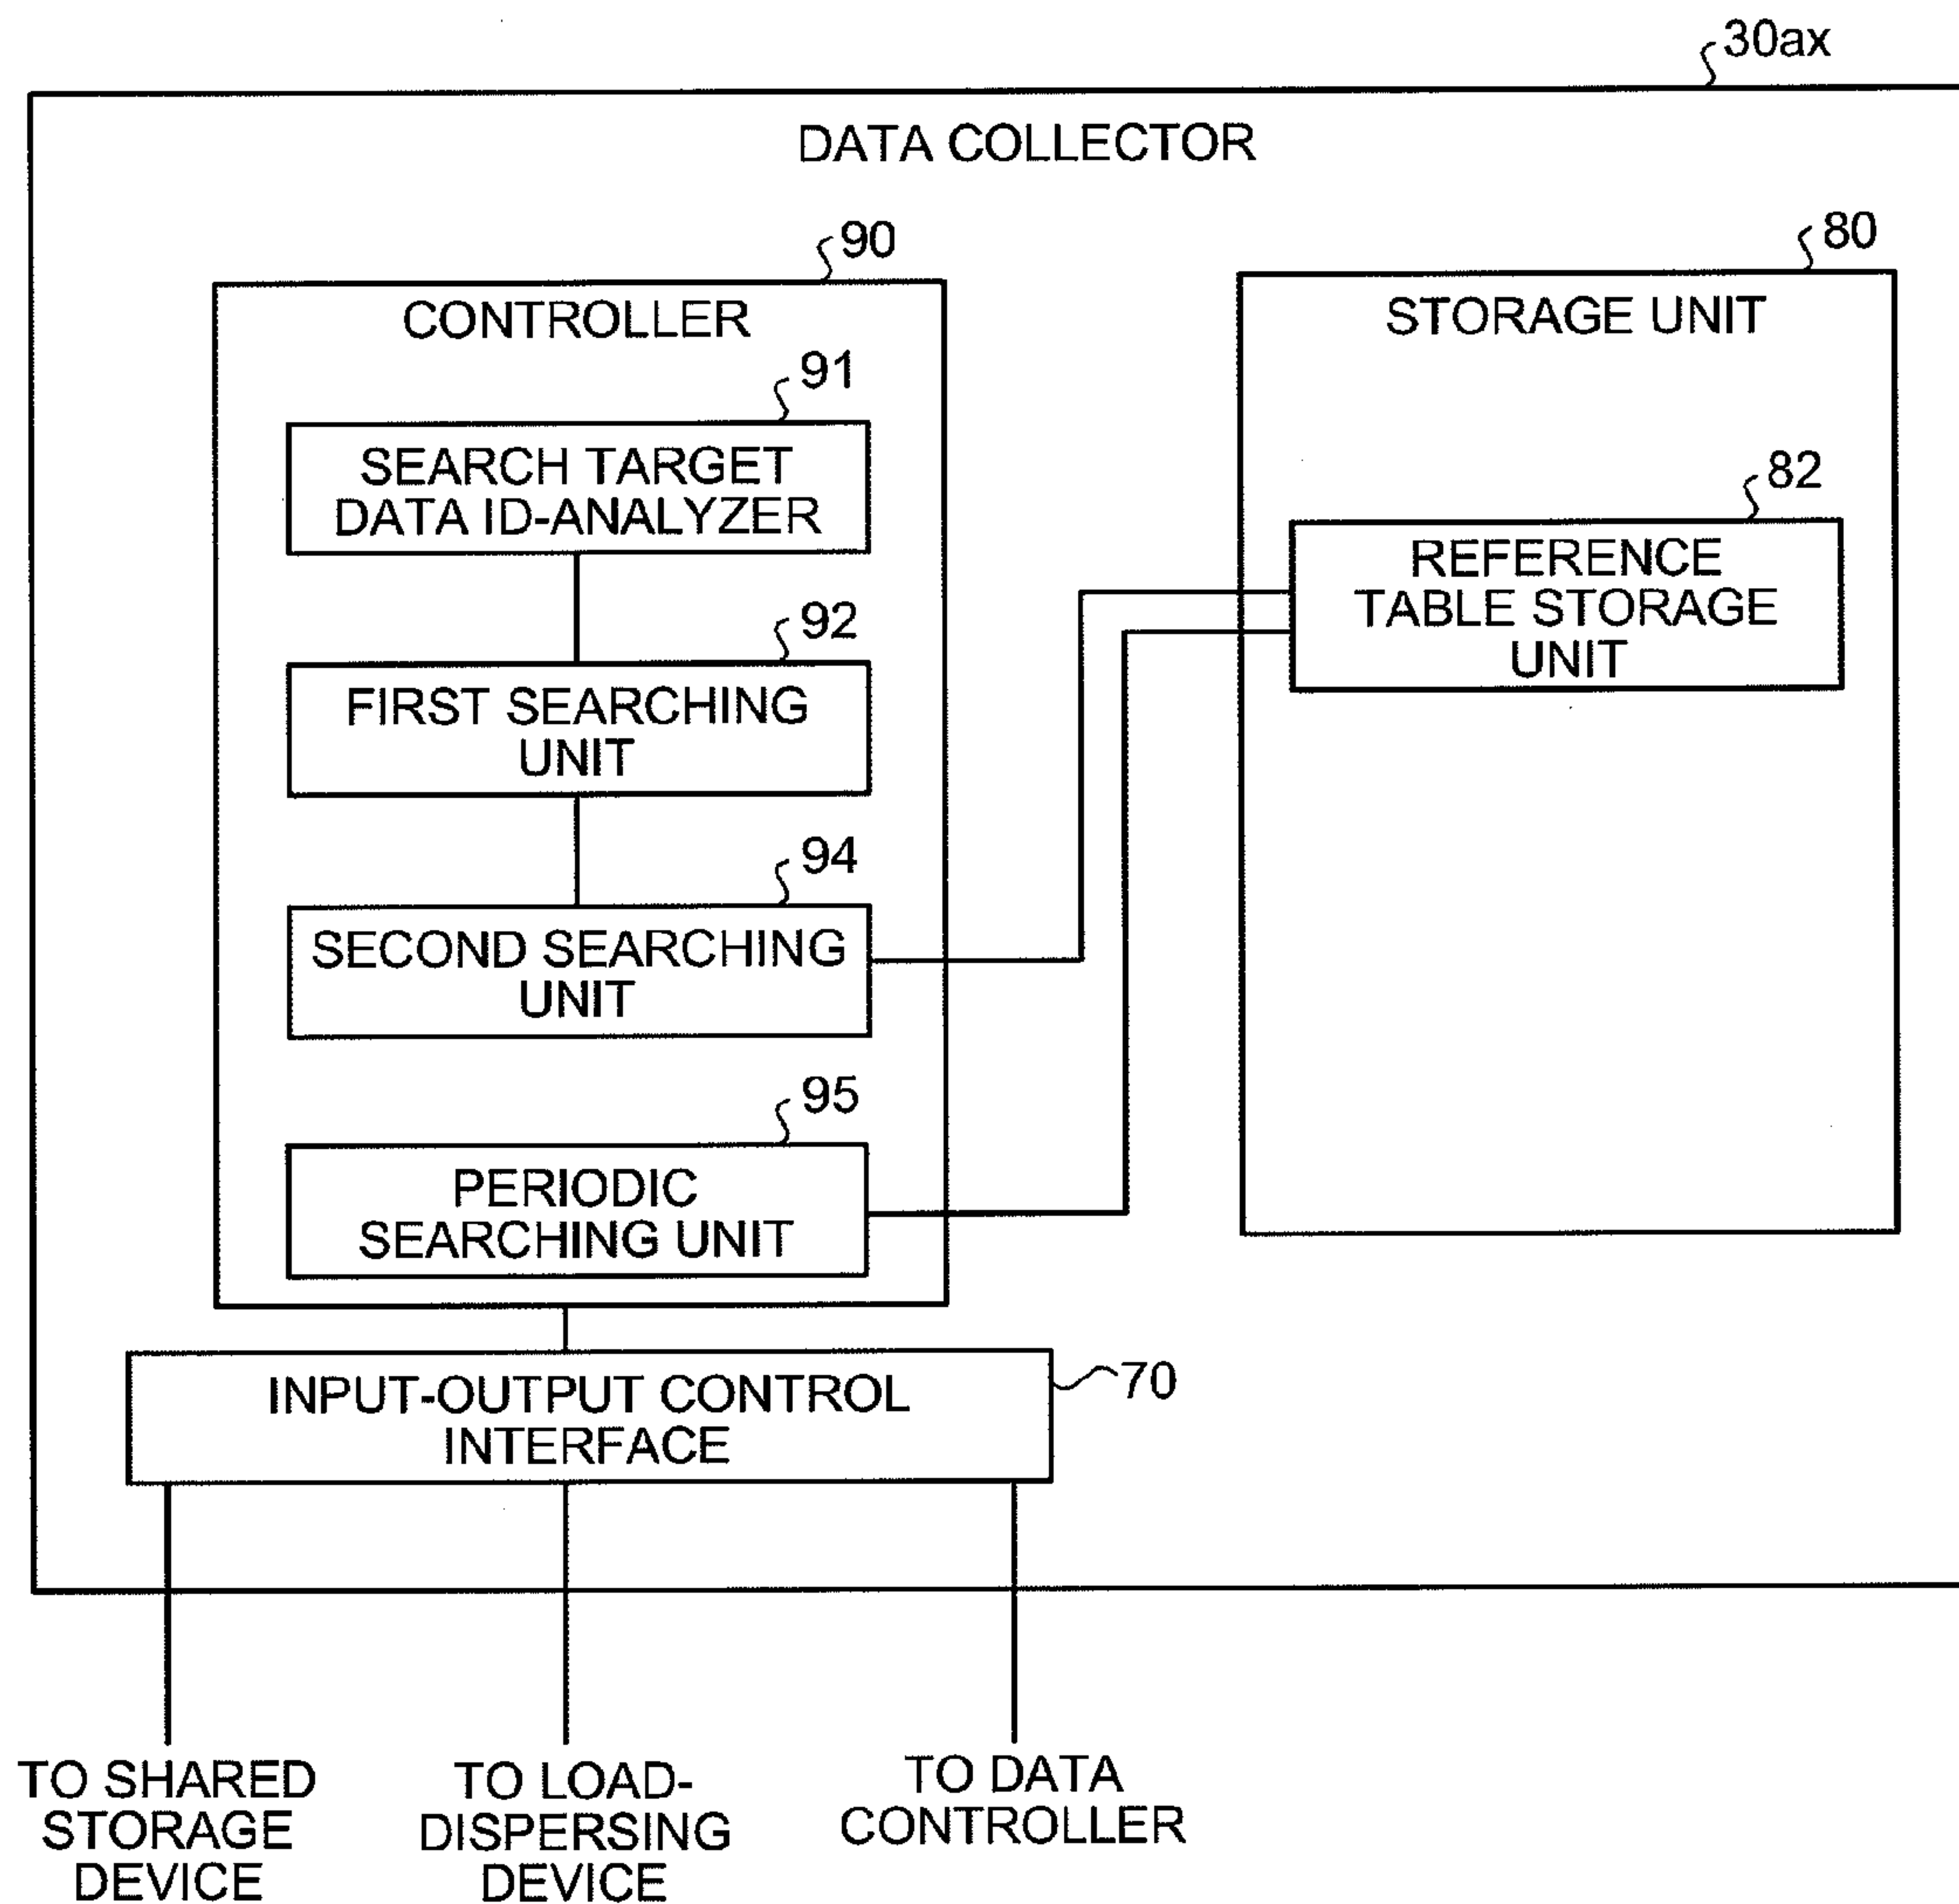 30ax
DATA COLLECTOR
90
CONTROLLER
91
SEARCH TARGET
DATA ID-ANALYZER
92
FIRST SEARCHING
UNIT
94
SECOND SEARCHING
UNIT
95
PERIODIC
SEARCHING UNIT
80
STORAGE UNIT
82
REFERENCE
TABLE STORAGE
UNIT
INPUT-OUTPUT CONTROL
INTERFACE
70
TO SHARED
STORAGE
DEVICE
TO LOAD-
DISPERSING
DEVICE
TO DATA
CONTROLLER